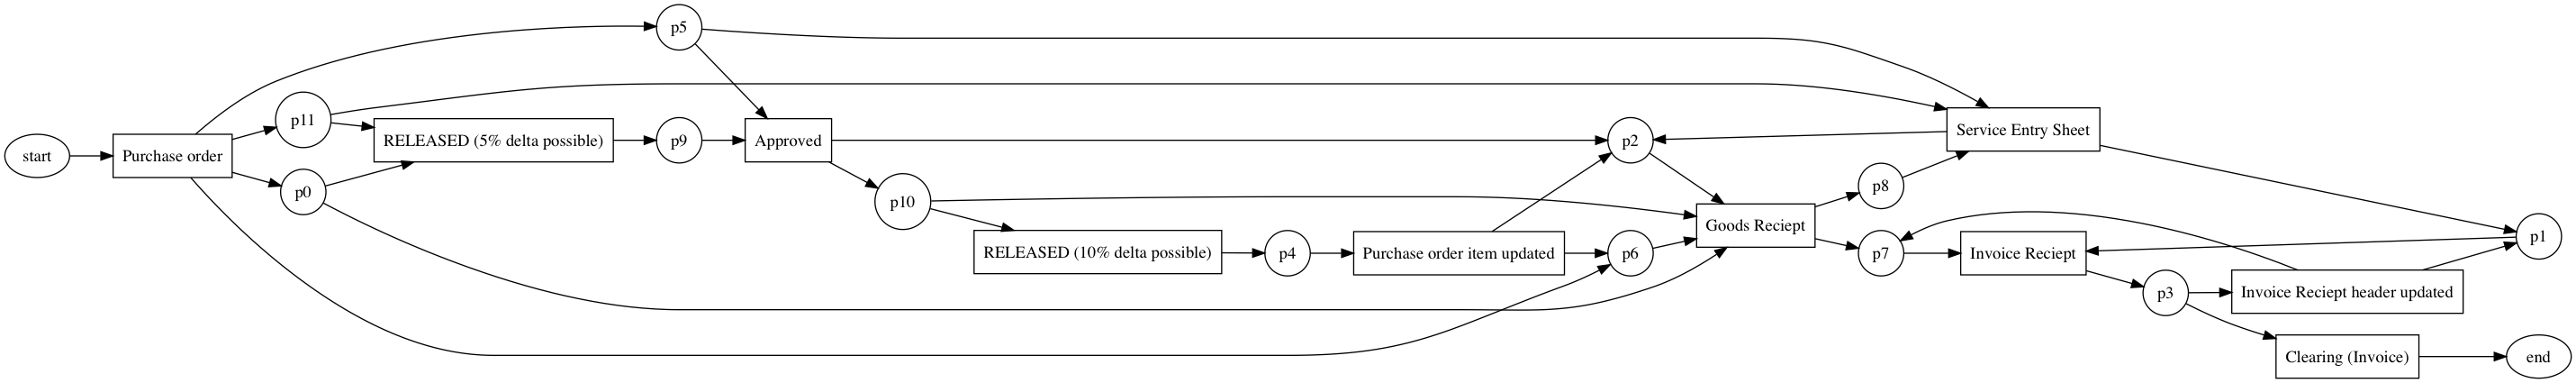 start
Purchase order
p5
p11
p0
RELEASED (5% delta possible)
p9
Approved
p10
RELEASED (10% delta possible)
p4
Purchase order item updated
p2
p6
Goods Reciept
p8
p7
Service Entry Sheet
Invoice Reciept
p3
Invoice Reciept header updated
Clearing (Invoice)
p1
end